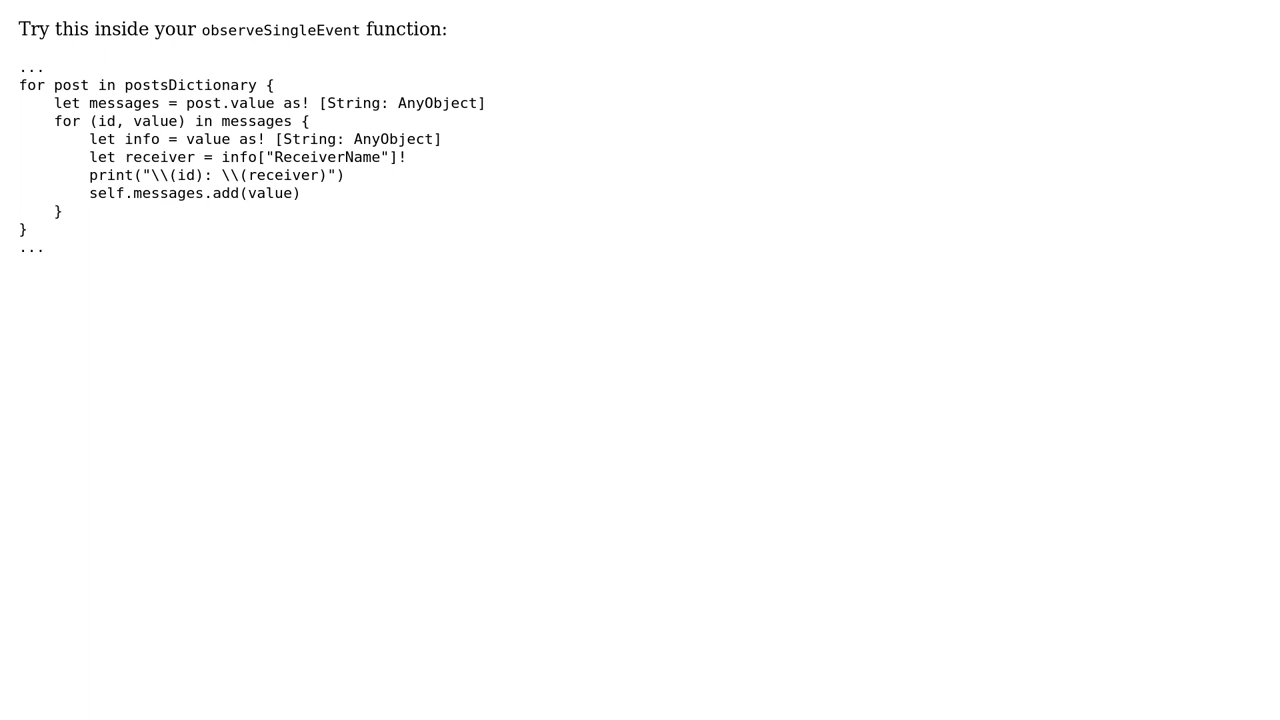 Try this inside your observeSingleEvent function:
...
for post in postsDictionary {
    let messages = post.value as! [String: AnyObject]
    for (id, value) in messages {
        let info = value as! [String: AnyObject]
        let receiver = info["ReceiverName"]!
        print("\\(id): \\(receiver)")
        self.messages.add(value)
    }
}
...